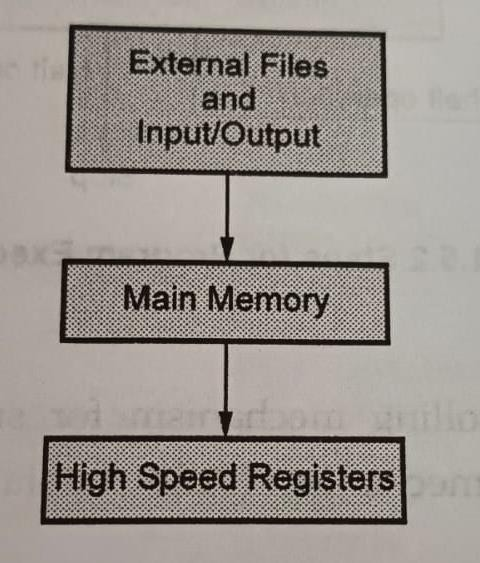 External Files
and
Input/Output
Main Memory
High Speed Registers